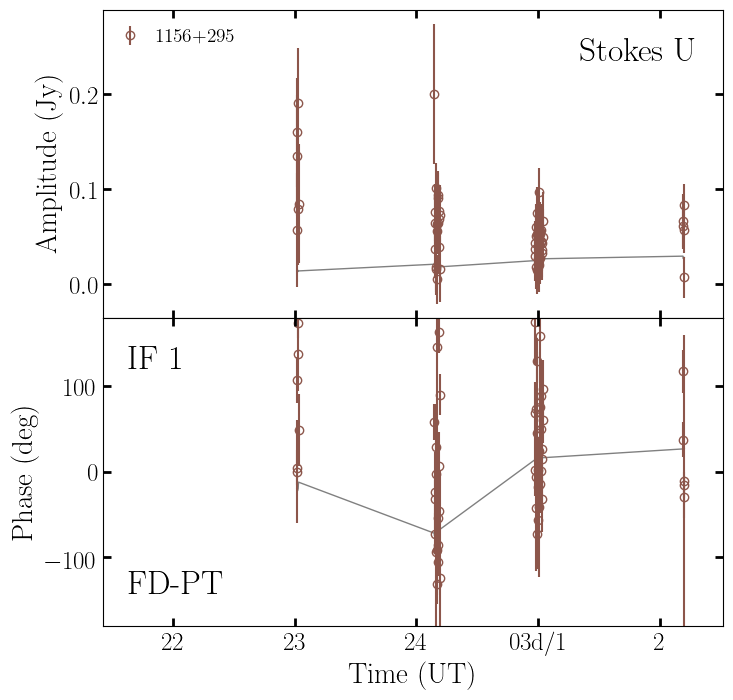 1156+295
Stokes U
Amplitude (Jy)
0.2
0.1
0.0
IF 1
Phase (deg)
100
0
−100
FD-PT
22 23 24 03d/1 2
Time (UT)